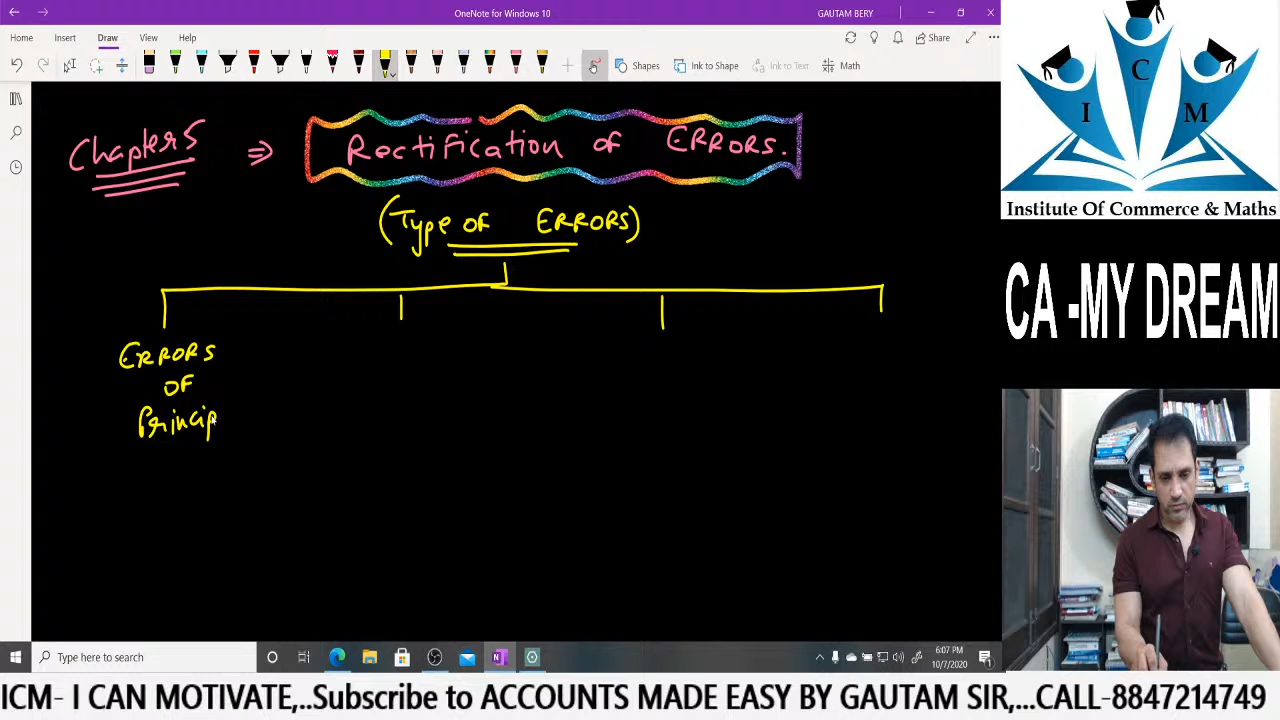 OneNote for Windows 10
GAUTAM BERY
Home Insert Draw View Help
Share
Shapes
Ink to Shape
Ink to Text
Math
Chapter 5 ⇒ Rectification of ERRORS.
(Type OF ERRORS)
ERRORS
OF
Princip
I C M
Institute Of Commerce & Maths
CA -MY DREAM
Type here to search
6:07 PM
10/7/2020
1
ICM- I CAN MOTIVATE,..Subscribe to ACCOUNTS MADE EASY BY GAUTAM SIR,...CALL-8847214749